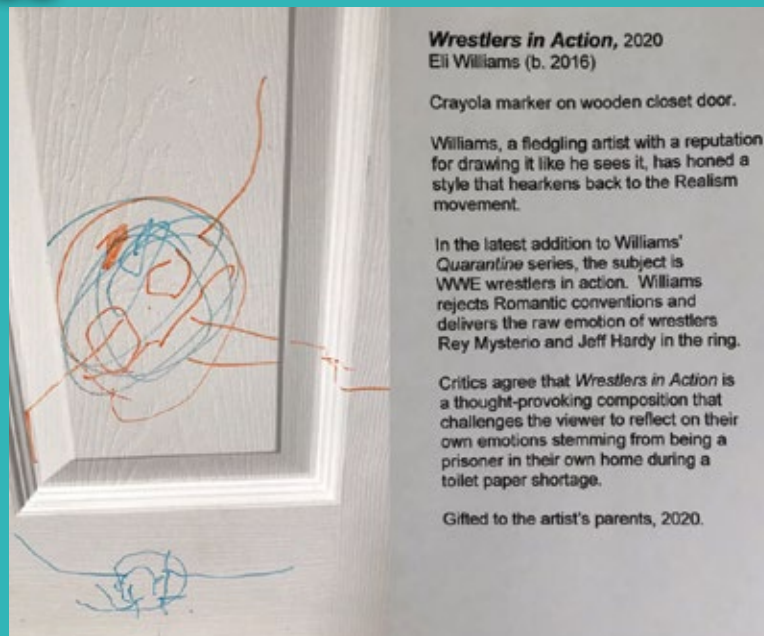 Wrestlers in Action, 2020
Eli Williams (b. 2016)
Crayola marker on wooden closet door.
Williams, a fledgling artist with a reputation
for drawing it like he sees it, has honed a
style that hearkens back to the Realism
movement.
In the latest addition to Williams'
Quarantine series, the subject is
WWE wrestlers in action. Williams
rejects Romantic conventions and
delivers the raw emotion of wrestlers
Rey Mysterio and Jeff Hardy in the ring.
Critics agree that Wrestlers in Action is
a thought-provoking composition that
challenges the viewer to reflect on their
own emotions stemming from being a
prisoner in their own home during a
toilet paper shortage.
Gifted to the artist's parents, 2020.